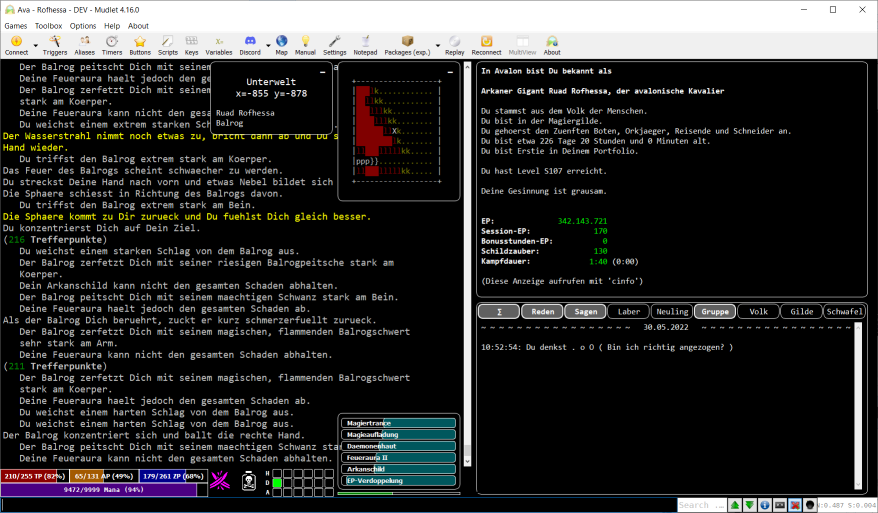 Ava - Rofhessa - DEV - Mudlet 4.16.0
Games Toolbox Options Help About
Connect Triggers Aliases Timers Buttons Scripts Keys Variables Discord Map Manual Settings Notepad Packages (exp.) Replay Reconnect MultiView About
Der Balrog peitscht Dich mit seinem
Deine Feueraura haelt jedoch den ge
Der Balrog zerfetzt Dich mit seiner
stark am Koerper.
Deine Feueraura kann nicht den gesa
Du weichst einem extrem starken Sch
Der Wasserstrahl nimmt noch etwas zu, bricht dann ab und Du s
Hand wieder.
Du triffst den Balrog extrem stark am Koerper.
Das Feuer des Balrogs scheint schwaecher zu werden.
Du streckst Deine Hand nach vorn und etwas Nebel bildet sich
Die Sphaere schiesst in Richtung des Balrogs davon.
Du triffst den Balrog extrem stark am Bein.
Die Sphaere kommt zu Dir zurueck und Du fuehlst Dich gleich besser.
Du konzentrierst Dich auf Dein Ziel.
(216 Trefferpunkte)
Du weichst einem starken Schlag von dem Balrog aus.
Der Balrog zerfetzt Dich mit seiner riesigen Balrogpeitsche stark am
Koerper.
Dein Arkanschild kann nicht den gesamten Schaden abhalten.
Der Balrog peitscht Dich mit seinem maechtigen Schwanz stark am Bein.
Deine Feueraura haelt jedoch den gesamten Schaden ab.
Als der Balrog Dich beruehrt, zuckt er kurz schmerzerfuellt zurueck.
Der Balrog zerfetzt Dich mit seinem magischen, flammenden Balrogschwert
sehr stark am Arm.
Deine Feueraura kann nicht den gesamten Schaden abhalten.
(211 Trefferpunkte)
Der Balrog zerfetzt Dich mit seinem magischen, flammenden Balrogschwert
stark am Koerper.
Deine Feueraura haelt jedoch den gesamten Schaden ab.
Du weichst einem harten Schlag von dem Balrog aus.
Du weichst einem harten Schlag von dem Balrog aus.
Der Balrog konzentriert sich und ballt die rechte Hand.
Der Balrog peitscht Dich mit seinem maechtigen Schwanz sta
Deine Feueraura kann nicht den gesamten Schaden abhalten.
Unterwelt
x=-855 y=-878
Ruad Rofhessa
Balrog
Magiertrance
Magieaufladung
Daemonenhaut
Feueraura II
Arkanschild
EP-Verdoppelung
210/255 TP (82%) 65/131 AP (49%) 179/261 ZP (68%)
9472/9999 Mana (94%)
H
D
A
In Avalon bist Du bekannt als
Arkaner Gigant Ruad Rofhessa, der avalonische Kavalier
Du stammst aus dem Volk der Menschen.
Du bist in der Magiergilde.
Du gehoerst den Zuenften Boten, Orkjaeger, Reisende und Schneider an.
Du bist etwa 226 Tage 20 Stunden und 0 Minuten alt.
Du bist Erstie in Deinem Portfolio.
Du hast Level S107 erreicht.
Deine Gesinnung ist grausam.
EP: 342.143.721
Session-EP: 170
Bonusstunden-EP: 0
Schildzauber: 130
Kampfdauer: 1:40 (0:00)
(Diese Anzeige aufrufen mit 'cinfo')
Σ Reden Sagen Laber Neuling Gruppe Volk Gilde Schwafel
~ ~ ~ ~ ~ ~ ~ ~ ~ ~ ~ ~ ~ ~ ~ 30.05.2022 ~ ~ ~ ~ ~ ~ ~ ~ ~ ~ ~ ~ ~ ~ ~
10:52:54: Du denkst . o O ( Bin ich richtig angezogen? )
Search ...
N:0.487 S:0.004